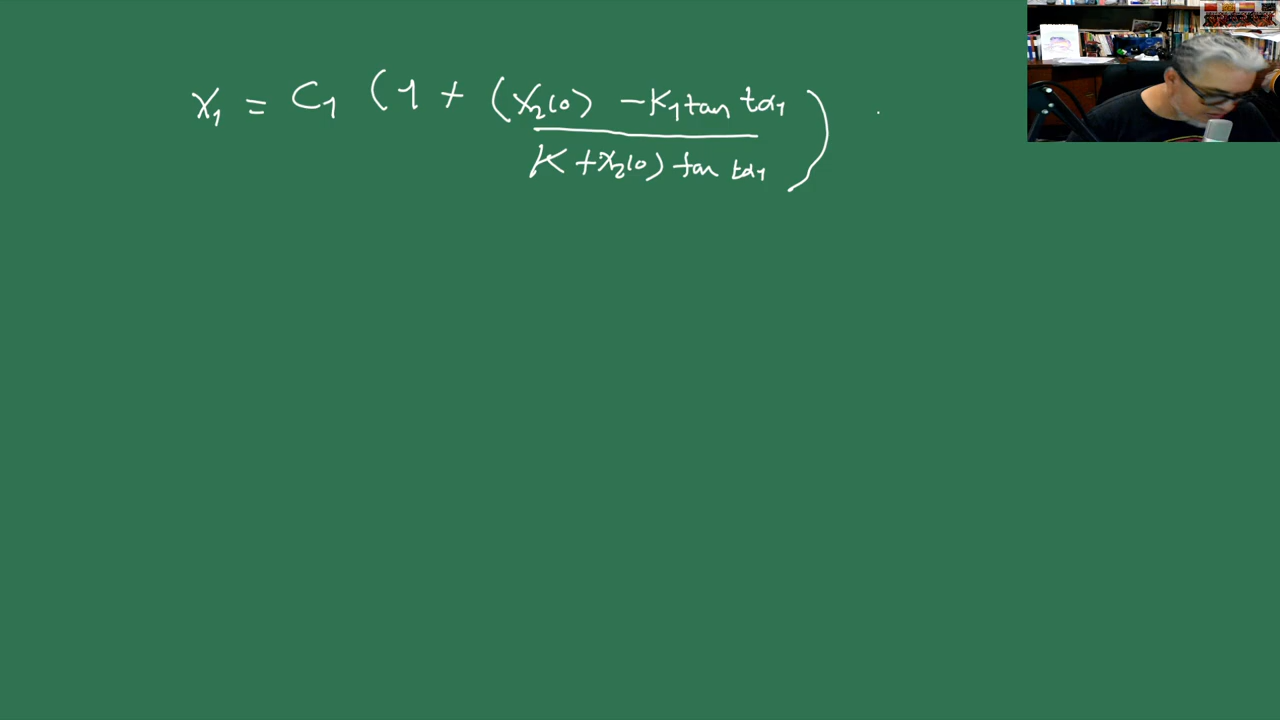 x₁ = C₁ (1 + (x₂(0) − K₁ tan tα₁
K + x₂(0) tan tα₁ )